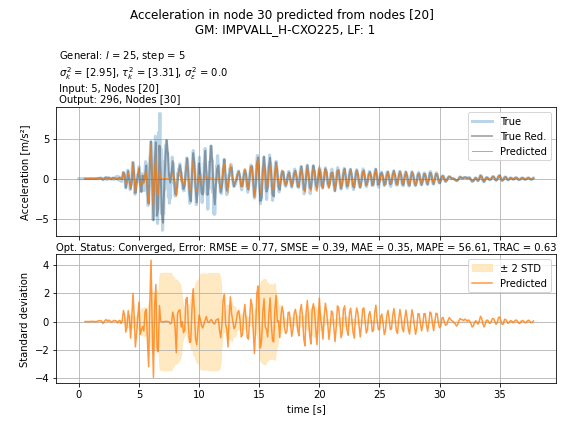 Acceleration in node 30 predicted from nodes [20]
GM: IMPVALL_H-CXO225, LF: 1
General: l = 25, step = 5
σ²ₖ = [2.95], τ²ₖ = [3.31], σ²ε = 0.0
Input: 5, Nodes [20]
Output: 296, Nodes [30]
True
True Red.
Predicted
Acceleration [m/s²]
5
0
−5
Opt. Status: Converged, Error: RMSE = 0.77, SMSE = 0.39, MAE = 0.35, MAPE = 56.61, TRAC = 0.63
± 2 STD
Predicted
Standard deviation
4
2
0
−2
−4
0 5 10 15 20 25 30 35
time [s]